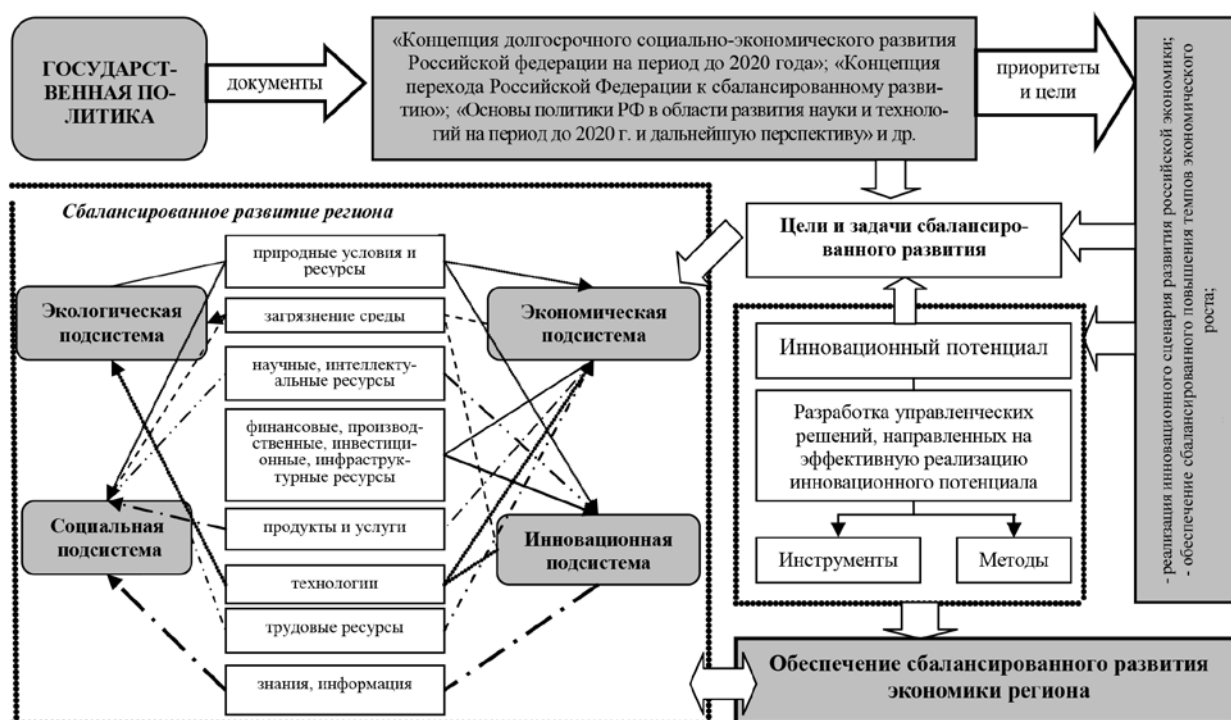 ГОСУДАРСТ-
ВЕННАЯ ПО-
ЛИТИКА
документы
«Концепция долгосрочного социально-экономического развития
Российской федерации на период до 2020 года»; «Концепция
перехода Российской Федерации к сбалансированному разви-
тию»; «Основы политики РФ в области развития науки и техноло-
гий на период до 2020 г. и дальнейшую перспективу» и др.
приоритеты
и цели
- реализация инновационного сценария развития российской экономики;
- обеспечение сбалансированного повышения темпов экономического
роста;
Сбалансированное развитие региона
природные условия и
ресурсы
Экологическая
подсистема
загрязнение среды
Экономическая
подсистема
научные, интеллекту-
альные ресурсы
финансовые, производ-
ственные, инвестици-
онные, инфраструк-
турные ресурсы
Социальная
подсистема
продукты и услуги
Инновационная
подсистема
технологии
трудовые ресурсы
знания, информация
Цели и задачи сбалансиро-
ванного развития
Инновационный потенциал
Разработка управленческих
решений, направленных на
эффективную реализацию
инновационного потенциала
Инструменты
Методы
Обеспечение сбалансированного развития
экономики региона